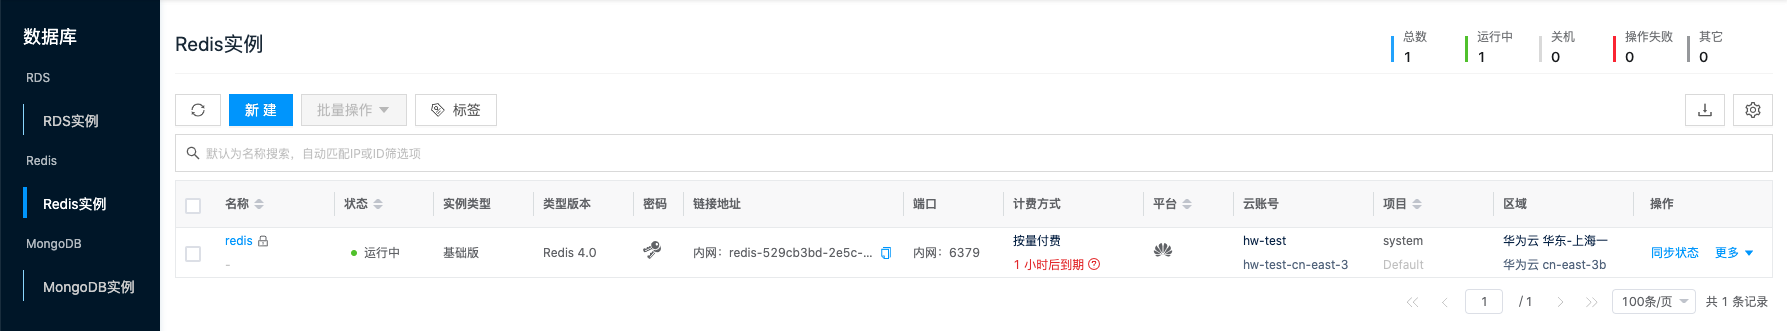 数据库
RDS
RDS实例
Redis
Redis实例
MongoDB
MongoDB实例
Redis实例
总数
1
运行中
1
关机
0
操作失败
0
其它
0
新 建
批量操作
标签
默认为名称搜索，自动匹配IP或ID筛选项
名称 状态 实例类型 类型版本 密码 链接地址 端口 计费方式 平台 云账号 项目 区域 操作
redis 运行中 基础版 Redis 4.0 内网：redis-529cb3bd-2e5c-... 内网：6379 按量付费 hw-test system 华为云 华东-上海一 同步状态 更多
- 1 小时后到期 hw-test-cn-east-3 Default 华为云 cn-east-3b
1 / 1 100条/页 共 1 条记录